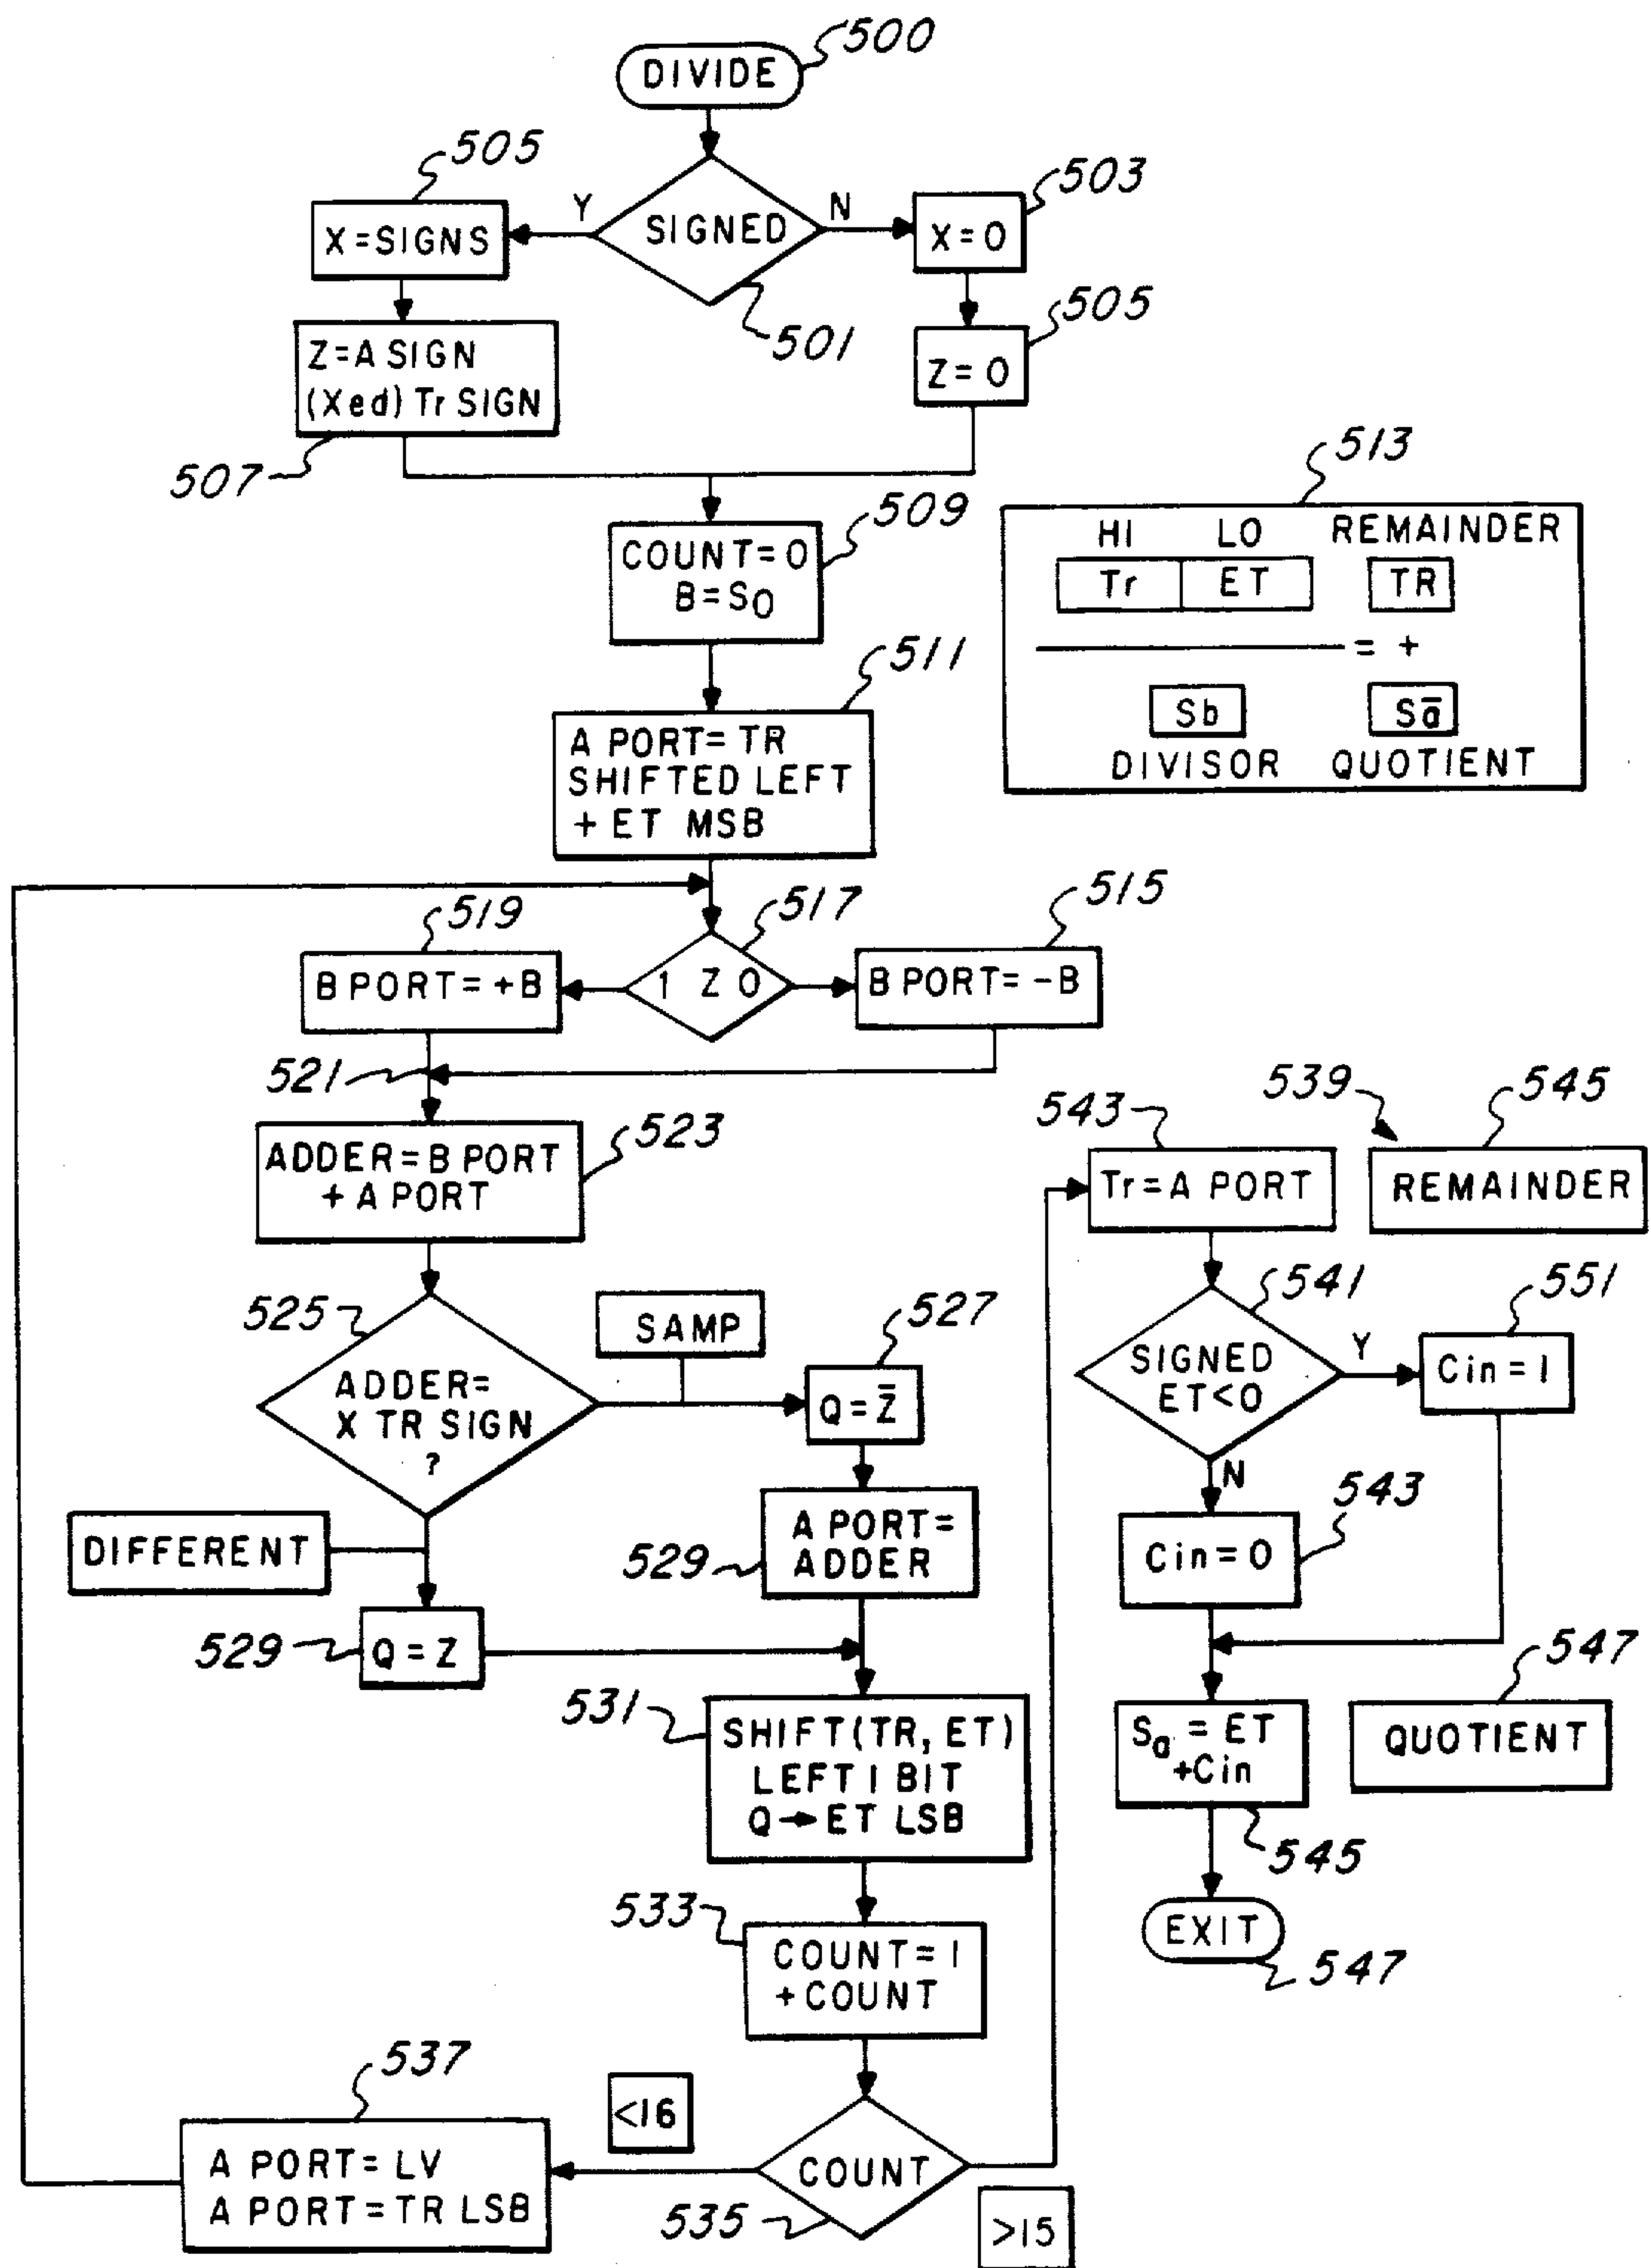 500
DIVIDE
505
503
Y
N
X=SIGNS
SIGNED
X=0
505
501
Z=A SIGN
(Xed) Tr SIGN
Z=0
507
513
509
HI LO REMAINDER
COUNT=0
B=S0
Tr ET TR
= +
511
Sb Sā
A PORT=TR
SHIFTED LEFT
+ ET MSB
DIVISOR QUOTIENT
519
517
515
B PORT=+B
1 Z 0
B PORT=-B
521
539
545
543
523
ADDER=B PORT
+ A PORT
Tr=A PORT
REMAINDER
525
SAMP
527
541
551
ADDER=
X TR SIGN
?
Q=Z̄
SIGNED
ET<0
Y
Cin=1
N
543
DIFFERENT
A PORT=
ADDER
529
Cin=0
529
Q=Z
547
531
SHIFT(TR, ET)
LEFT 1 BIT
Q→ET LSB
Sa = ET
+Cin
QUOTIENT
545
533
COUNT=1
+COUNT
EXIT
547
537
<16
A PORT=LV
A PORT=TR LSB
COUNT
535
>15